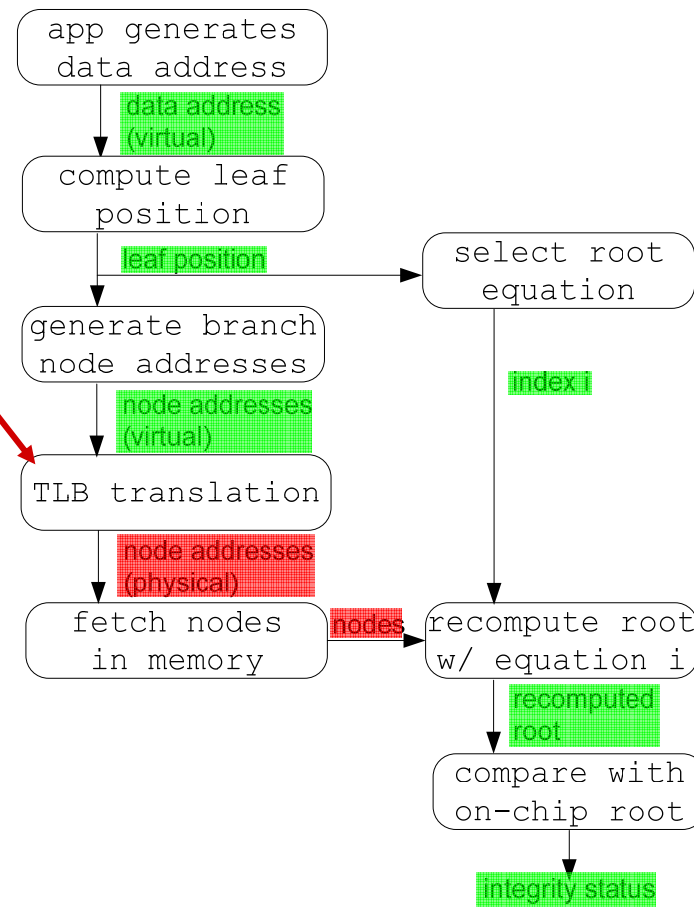 app generates
data address
data address
(virtual)
compute leaf
position
leaf position
select root
equation
generate branch
node addresses
index i
node addresses
(virtual)
TLB translation
node addresses
(physical)
fetch nodes
in memory
nodes
recompute root
w/ equation i
recomputed
root
compare with
on-chip root
integrity status